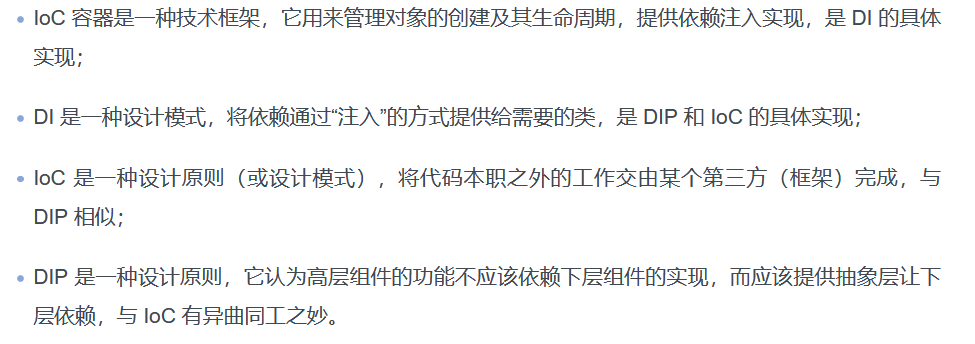 IoC 容器是一种技术框架，它用来管理对象的创建及其生命周期，提供依赖注入实现，是 DI 的具体
实现；
DI 是一种设计模式，将依赖通过“注入”的方式提供给需要的类，是 DIP 和 IoC 的具体实现；
IoC 是一种设计原则（或设计模式），将代码本职之外的工作交由某个第三方（框架）完成，与
DIP 相似；
DIP 是一种设计原则，它认为高层组件的功能不应该依赖下层组件的实现，而应该提供抽象层让下
层依赖，与 IoC 有异曲同工之妙。